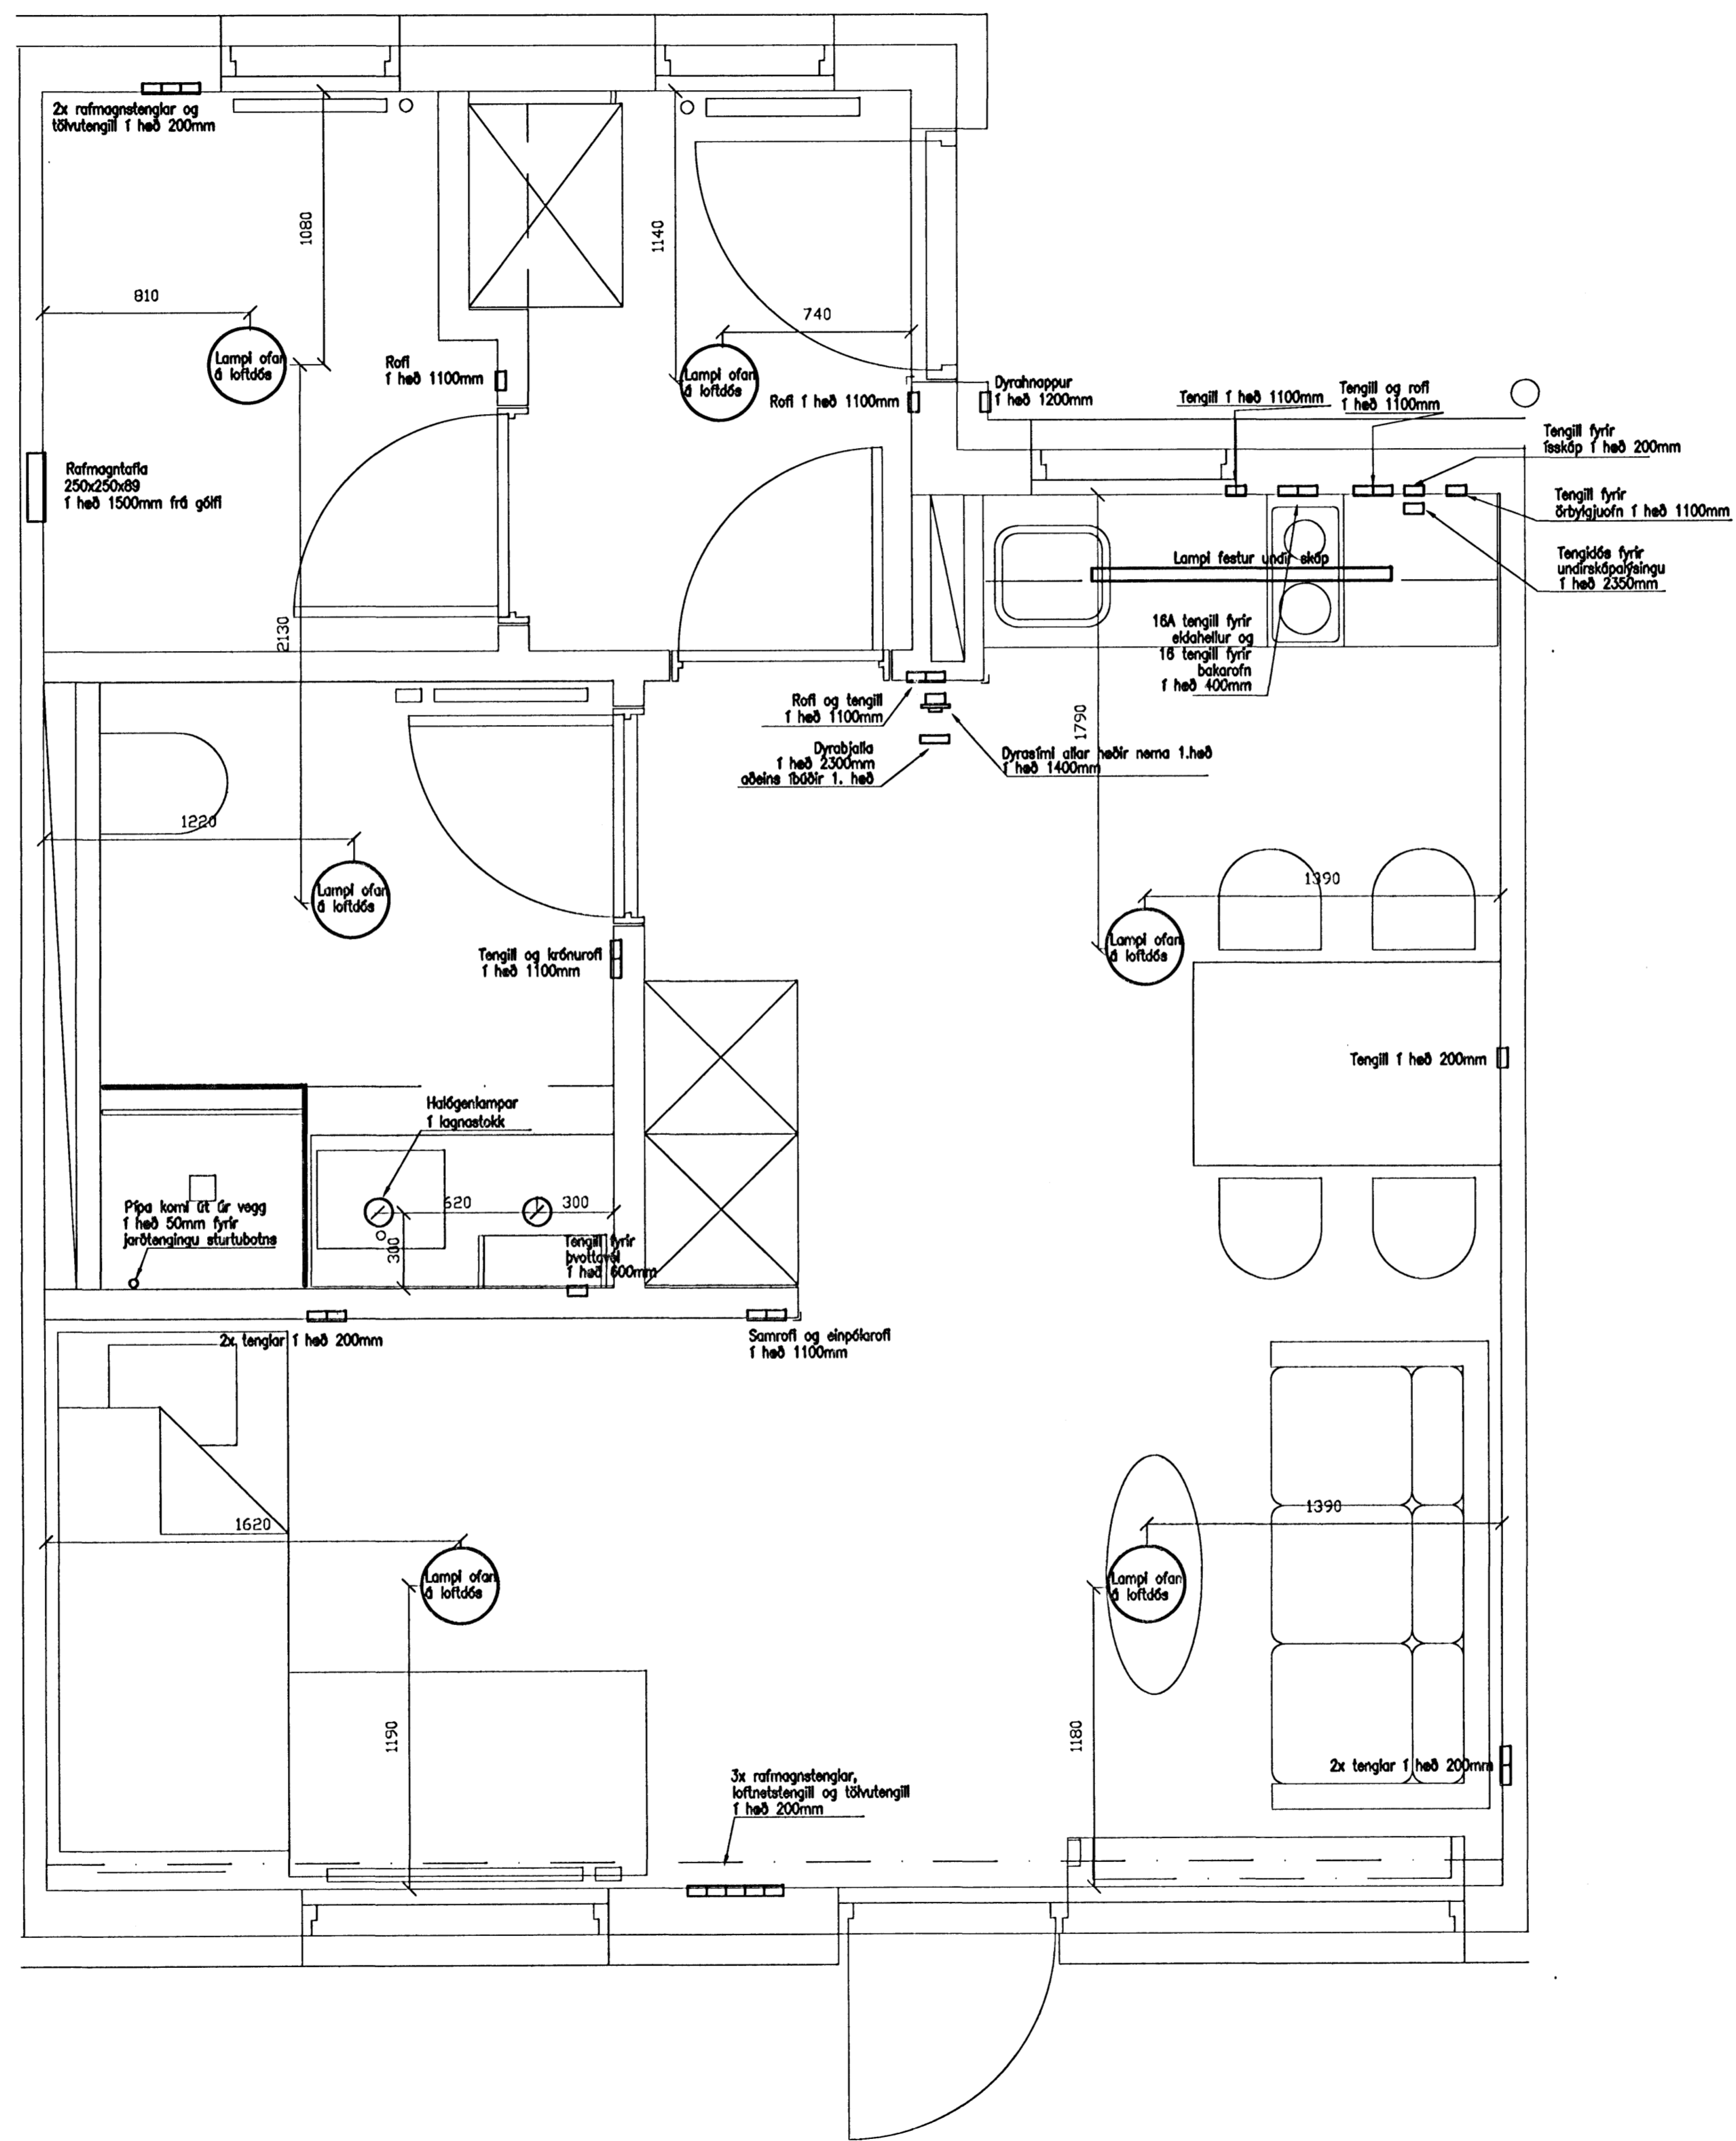 2x rafmagnstenglar og
tölvutengill í hæð 200mm
1080
1140
810
740
Lampi ofan
á loftdós
Rofi
í hæð 1100mm
Lampi ofan
á loftdós
Rofi í hæð 1100mm
Dyrahnappur
í hæð 1200mm
Tengill í hæð 1100mm
Tengill og rofi
í hæð 1100mm
Tengill fyrir
ísskáp í hæð 200mm
Tengill fyrir
örbylgjuofn í hæð 1100mm
Tengidós fyrir
undirskápalýsingu
í hæð 2350mm
Rafmagntafla
250x250x89
í hæð 1500mm frá gólfi
Lampi festur undir skáp
16A tengill fyrir
eldahellur og
16 tengill fyrir
bakarofn
í hæð 400mm
2130
Rofi og tengill
í hæð 1100mm
1790
Dyrabjalla
í hæð 2300mm
aðeins íbúðir 1. hæð
Dyrasími allar hæðir nema 1.hæð
í hæð 1400mm
1220
Lampi ofan
á loftdós
1390
Lampi ofan
á loftdós
Tengill og krónurofi
í hæð 1100mm
Tengill í hæð 200mm
Halógenlampar
í lagnastokk
620
300
300
Pípa komi út úr vegg
í hæð 50mm fyrir
jarðtengingu sturtubotns
Tengill fyrir
þvottavél
í hæð 600mm
2x tenglar í hæð 200mm
Samrofi og einpólarofi
í hæð 1100mm
1620
Lampi ofan
á loftdós
1390
Lampi ofan
á loftdós
1190
1180
3x rafmagnstenglar,
loftnetstengill og tölvutengill
í hæð 200mm
2x tenglar í hæð 200mm